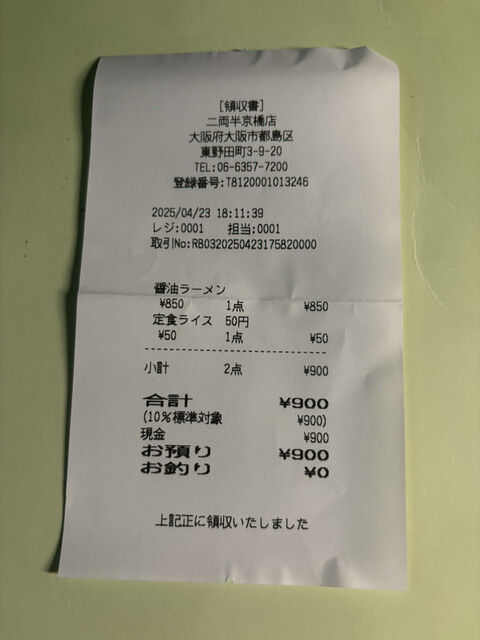 [領収書]
二両半京橋店
大阪府大阪市都島区
東野田町3-9-20
TEL:06-6357-7200
登録番号:T8120001013246
2025/04/23 18:11:39
レジ:0001 担当:0001
取引No:RB0320250423175820000
醤油ラーメン
¥850 1点 ¥850
定食ライス 50円
¥50 1点 ¥50
小計 2点 ¥900
合計 ¥900
(10%標準対象 ¥900)
現金 ¥900
お預り ¥900
お釣り ¥0
上記正に領収いたしました